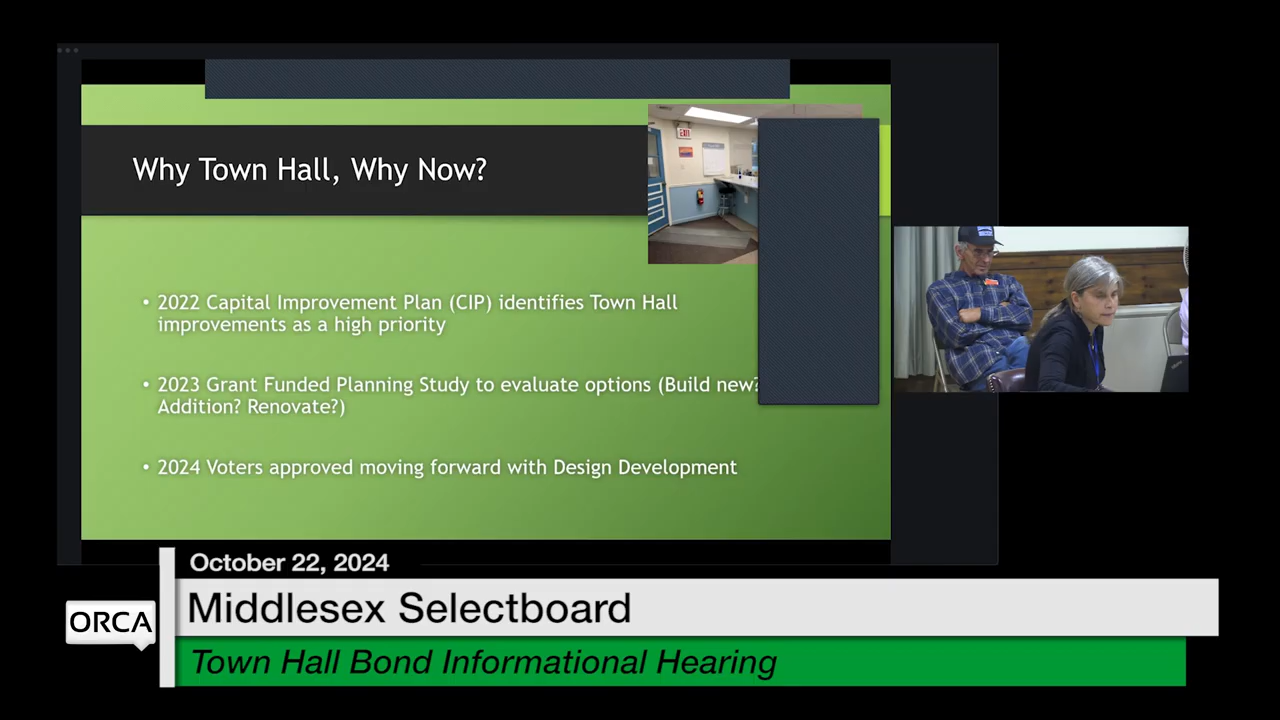 Why Town Hall, Why Now?
EXIT
• 2022 Capital Improvement Plan (CIP) identifies Town Hall
improvements as a high priority
• 2023 Grant Funded Planning Study to evaluate options (Build new?
Addition? Renovate?)
• 2024 Voters approved moving forward with Design Development
October 22, 2024
ORCA
Middlesex Selectboard
Town Hall Bond Informational Hearing